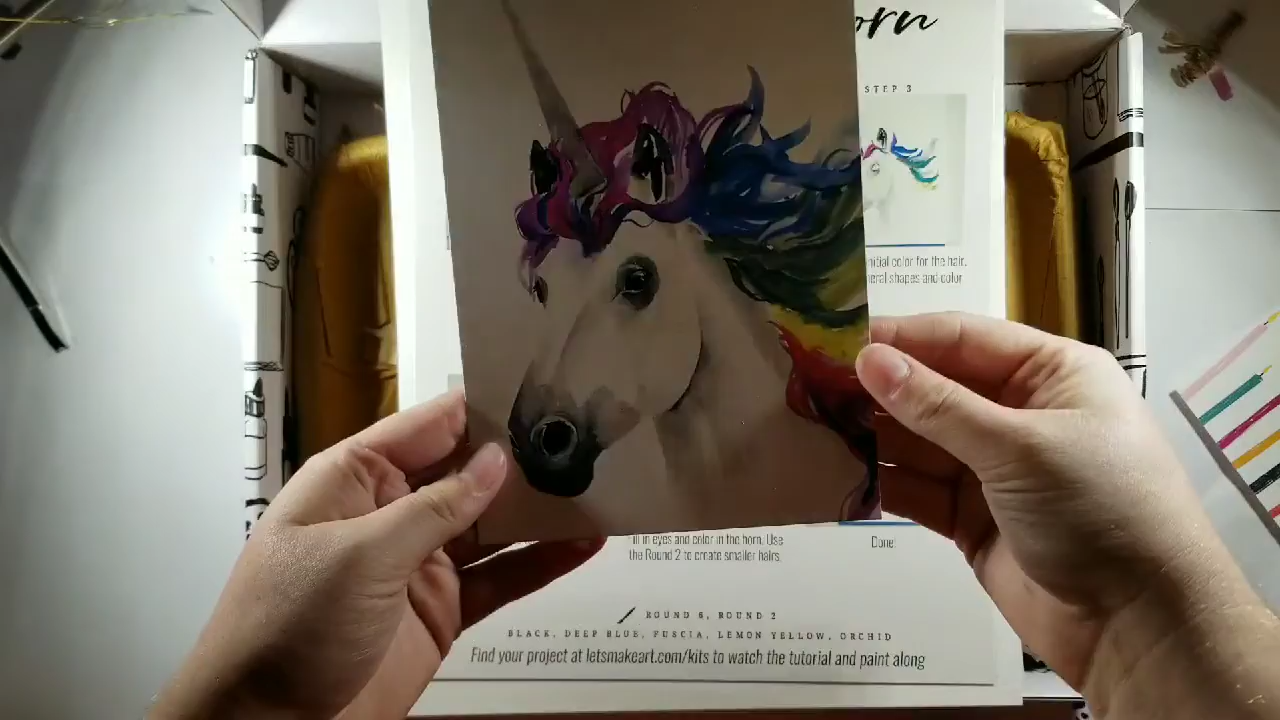 orn
STEP 3
initial color for the hair.
neral shapes and color
fill in eyes and color in the horn. Use
the Round 2 to create smaller hairs.
Done!
ROUND 6, ROUND 2
BLACK, DEEP BLUE, FUSCIA, LEMON YELLOW, ORCHID
Find your project at letsmakeart.com/kits to watch the tutorial and paint along